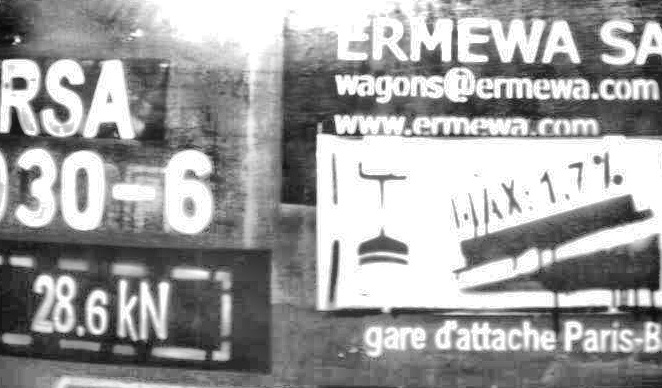 RSA
030-6
28.6 kN
ERMEWA SA
wagons@ermewa.com
www.ermewa.com
MAX: 1.7%
gare d'attache Paris-B